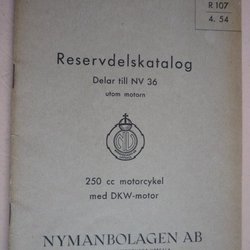 R 107
4. 54
Reservdelskatalog
Delar till NV 36
utom motorn
250 cc motorcykel
med DKW-motor
NYMANBOLAGEN AB